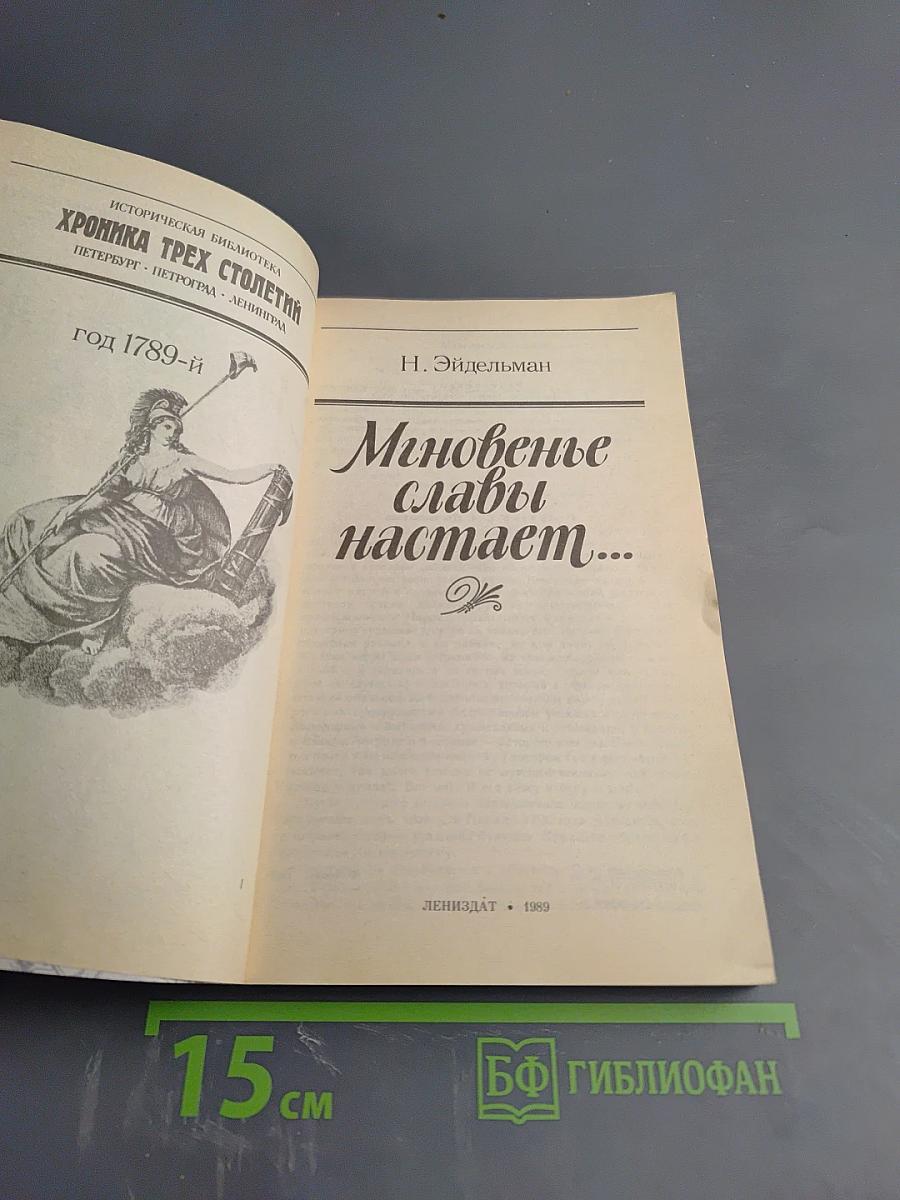 ИСТОРИЧЕСКАЯ БИБЛИОТЕКА
ХРОНИКА ТРЕХ СТОЛЕТИЙ
ПЕТЕРБУРГ · ПЕТРОГРАД · ЛЕНИНГРАД
год 1789-й
Н. Эйдельман
Мгновенье
славы
настает...
ЛЕНИЗДАТ • 1989
15 см
БФ ГИБЛИОФАН